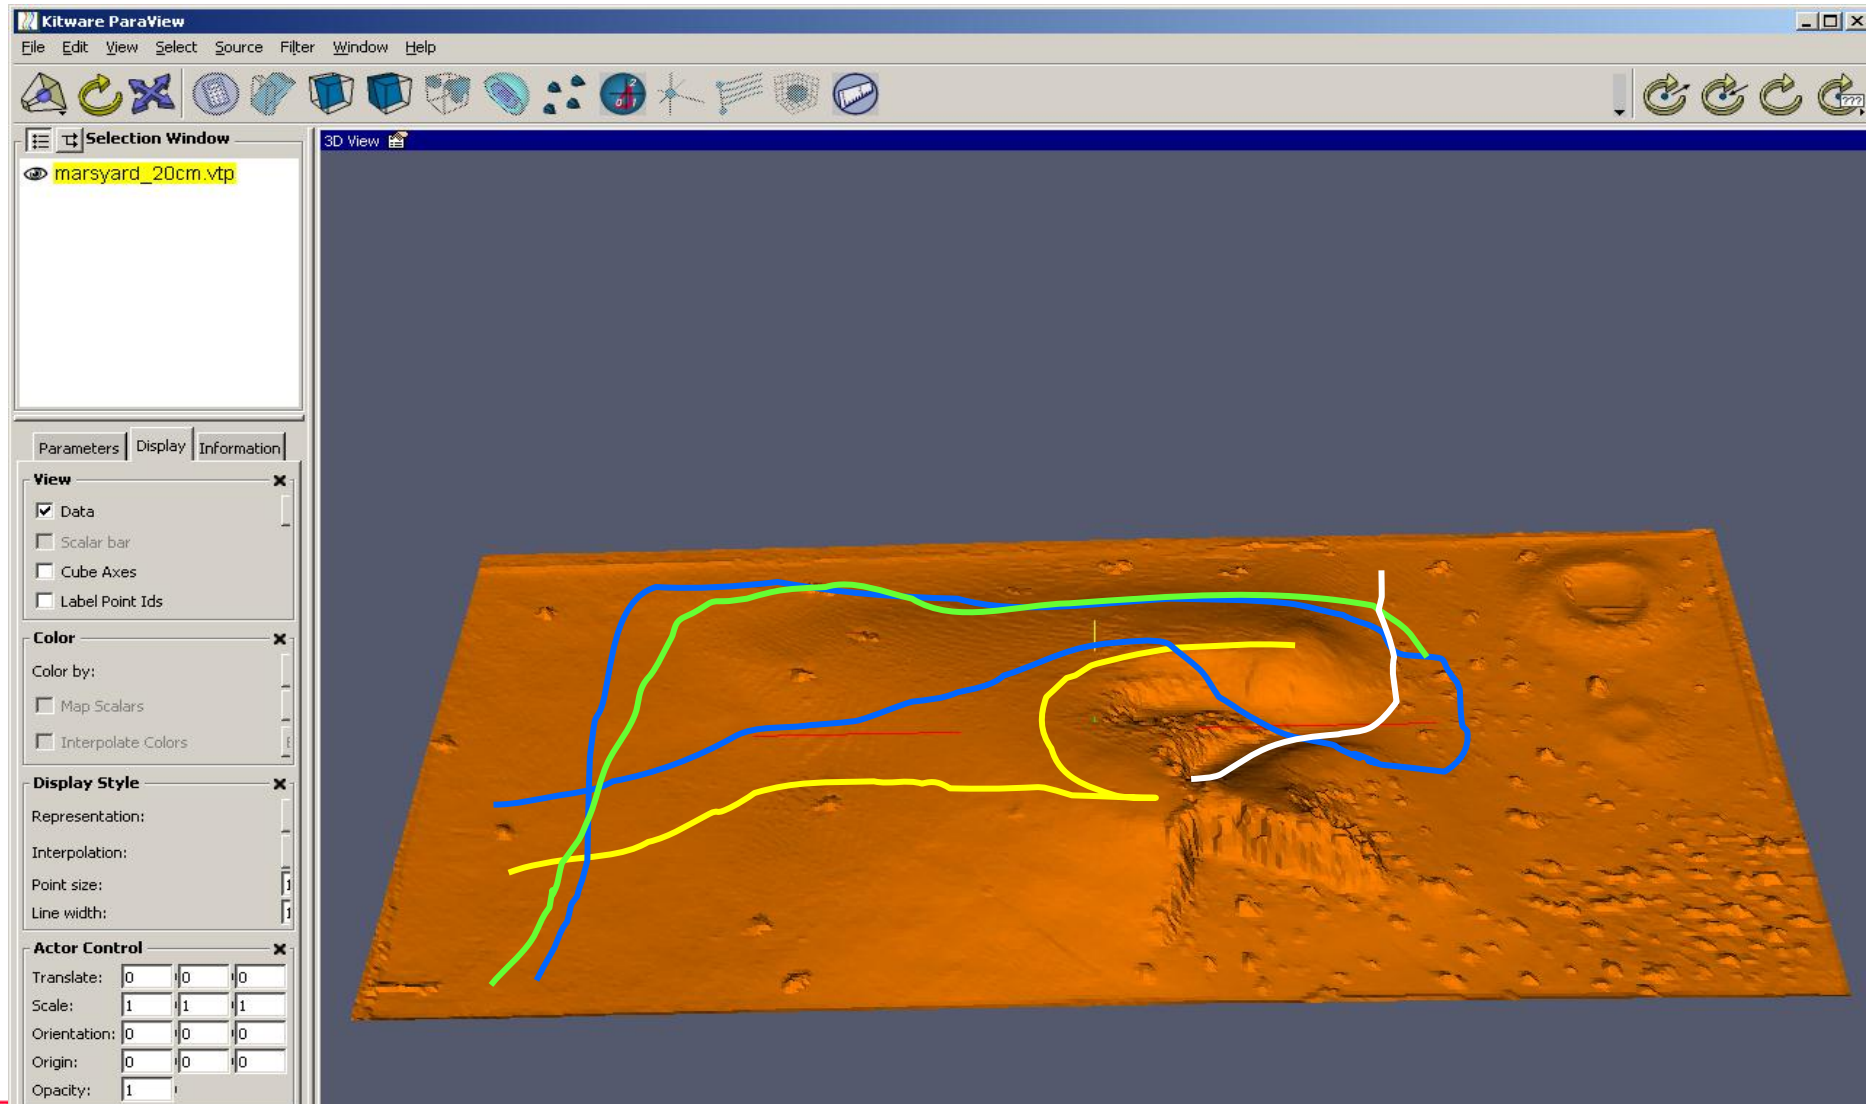 Kitware ParaView
File Edit View Select Source Filter Window Help
???
Selection Window
3D View
marsyard_20cm.vtp
Parameters Display Information
View
Data
Scalar bar
Cube Axes
Label Point Ids
Color
Color by:
Map Scalars
Interpolate Colors
Display Style
Representation:
Interpolation:
Point size:
Line width:
Actor Control
Translate: 0 0 0
Scale: 1 1 1
Orientation: 0 0 0
Origin: 0 0 0
Opacity: 1